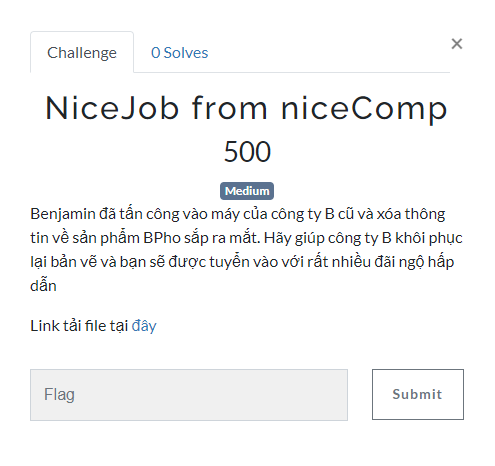 Challenge
0 Solves
×
NiceJob from niceComp
500
Medium
Benjamin đã tấn công vào máy của công ty B cũ và xóa thông
tin về sản phẩm BPho sắp ra mắt. Hãy giúp công ty B khôi phục
lại bản vẽ và bạn sẽ được tuyển vào với rất nhiều đãi ngộ hấp
dẫn
Link tải file tại đây
Flag
Submit